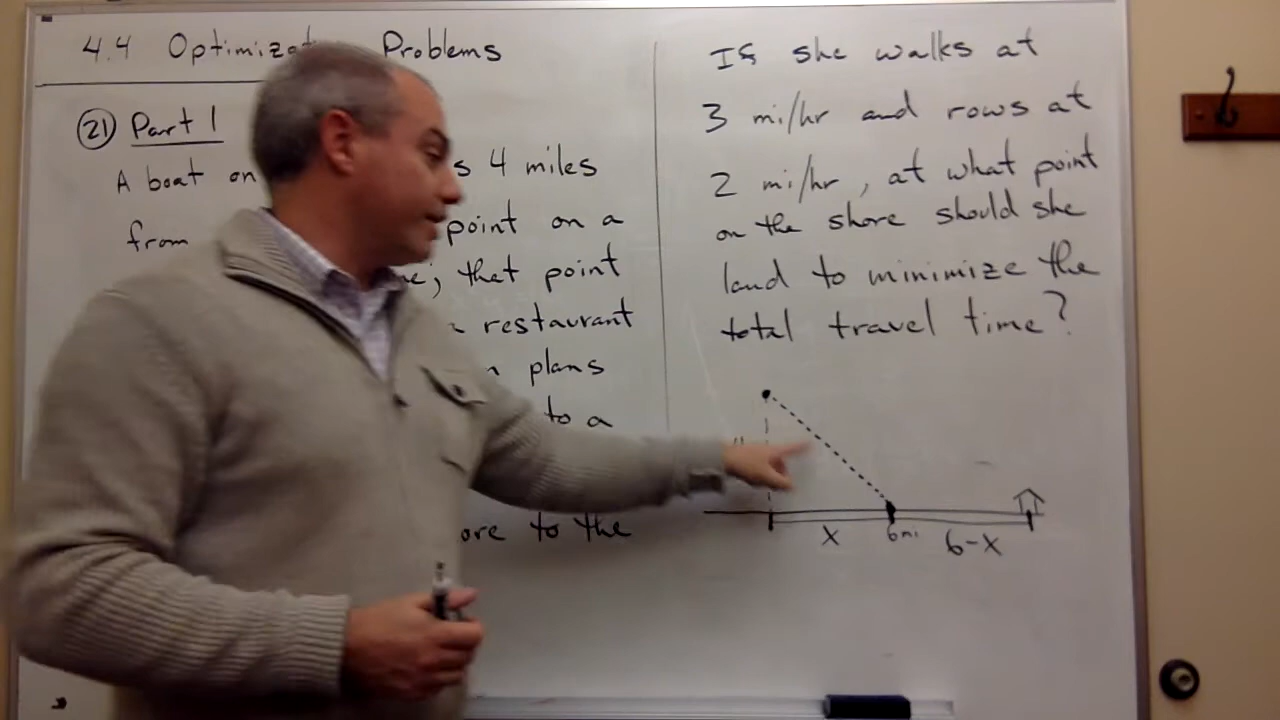 4.4 Optimiz Problems
21 Part 1
A boat on s 4 miles
from point on a
that point
restaurant
plans
to a
ore to the
If she walks at
3 mi/hr and rows at
2 mi/hr, at what point
on the shore should she
land to minimize the
total travel time?
x 6mi 6-x